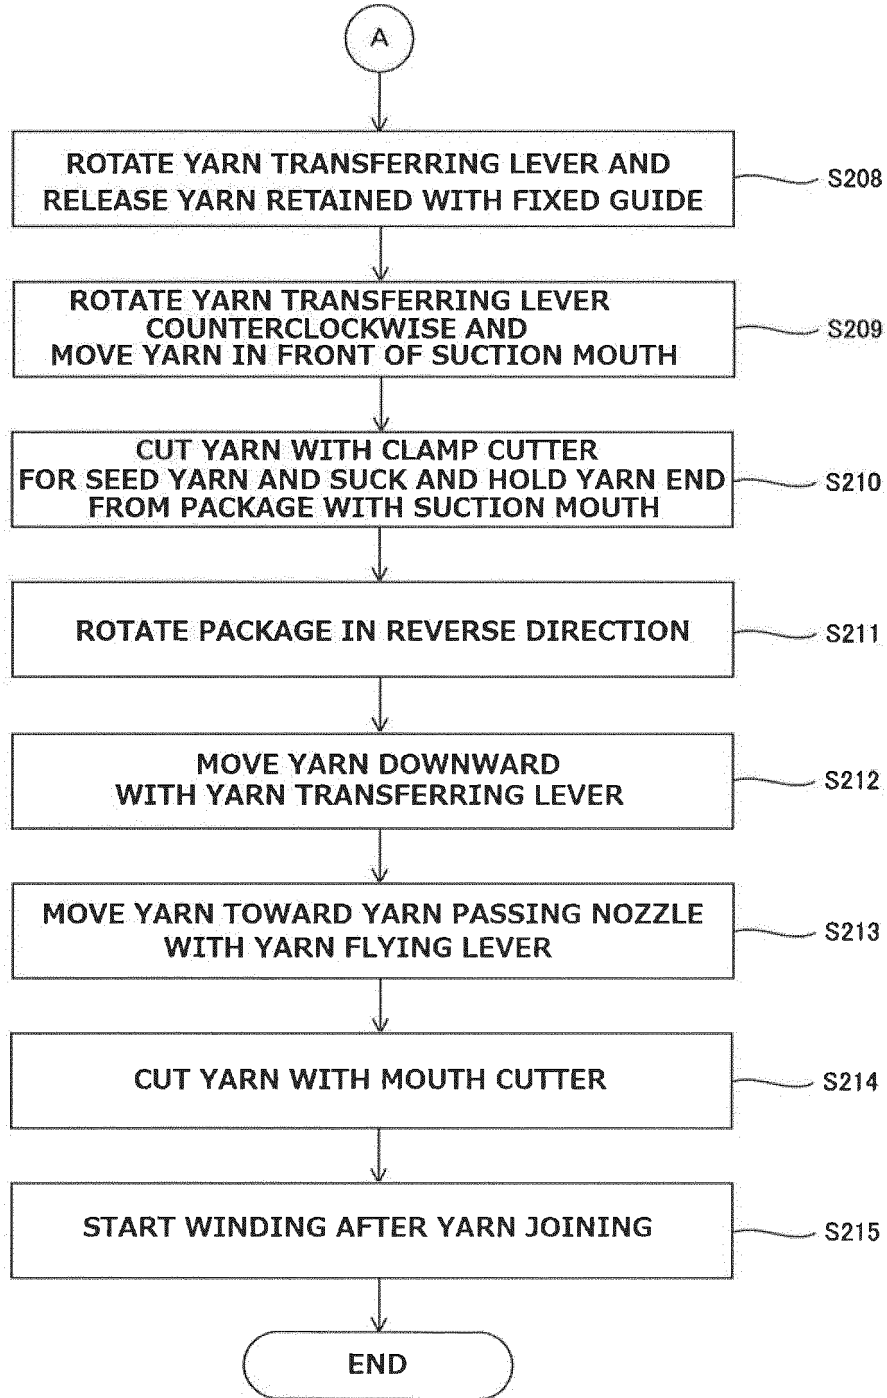 A
ROTATE YARN TRANSFERRING LEVER AND
RELEASE YARN RETAINED WITH FIXED GUIDE
S208
ROTATE YARN TRANSFERRING LEVER
COUNTERCLOCKWISE AND
MOVE YARN IN FRONT OF SUCTION MOUTH
S209
CUT YARN WITH CLAMP CUTTER
FOR SEED YARN AND SUCK AND HOLD YARN END
FROM PACKAGE WITH SUCTION MOUTH
S210
ROTATE PACKAGE IN REVERSE DIRECTION
S211
MOVE YARN DOWNWARD
WITH YARN TRANSFERRING LEVER
S212
MOVE YARN TOWARD YARN PASSING NOZZLE
WITH YARN FLYING LEVER
S213
CUT YARN WITH MOUTH CUTTER
S214
START WINDING AFTER YARN JOINING
S215
END